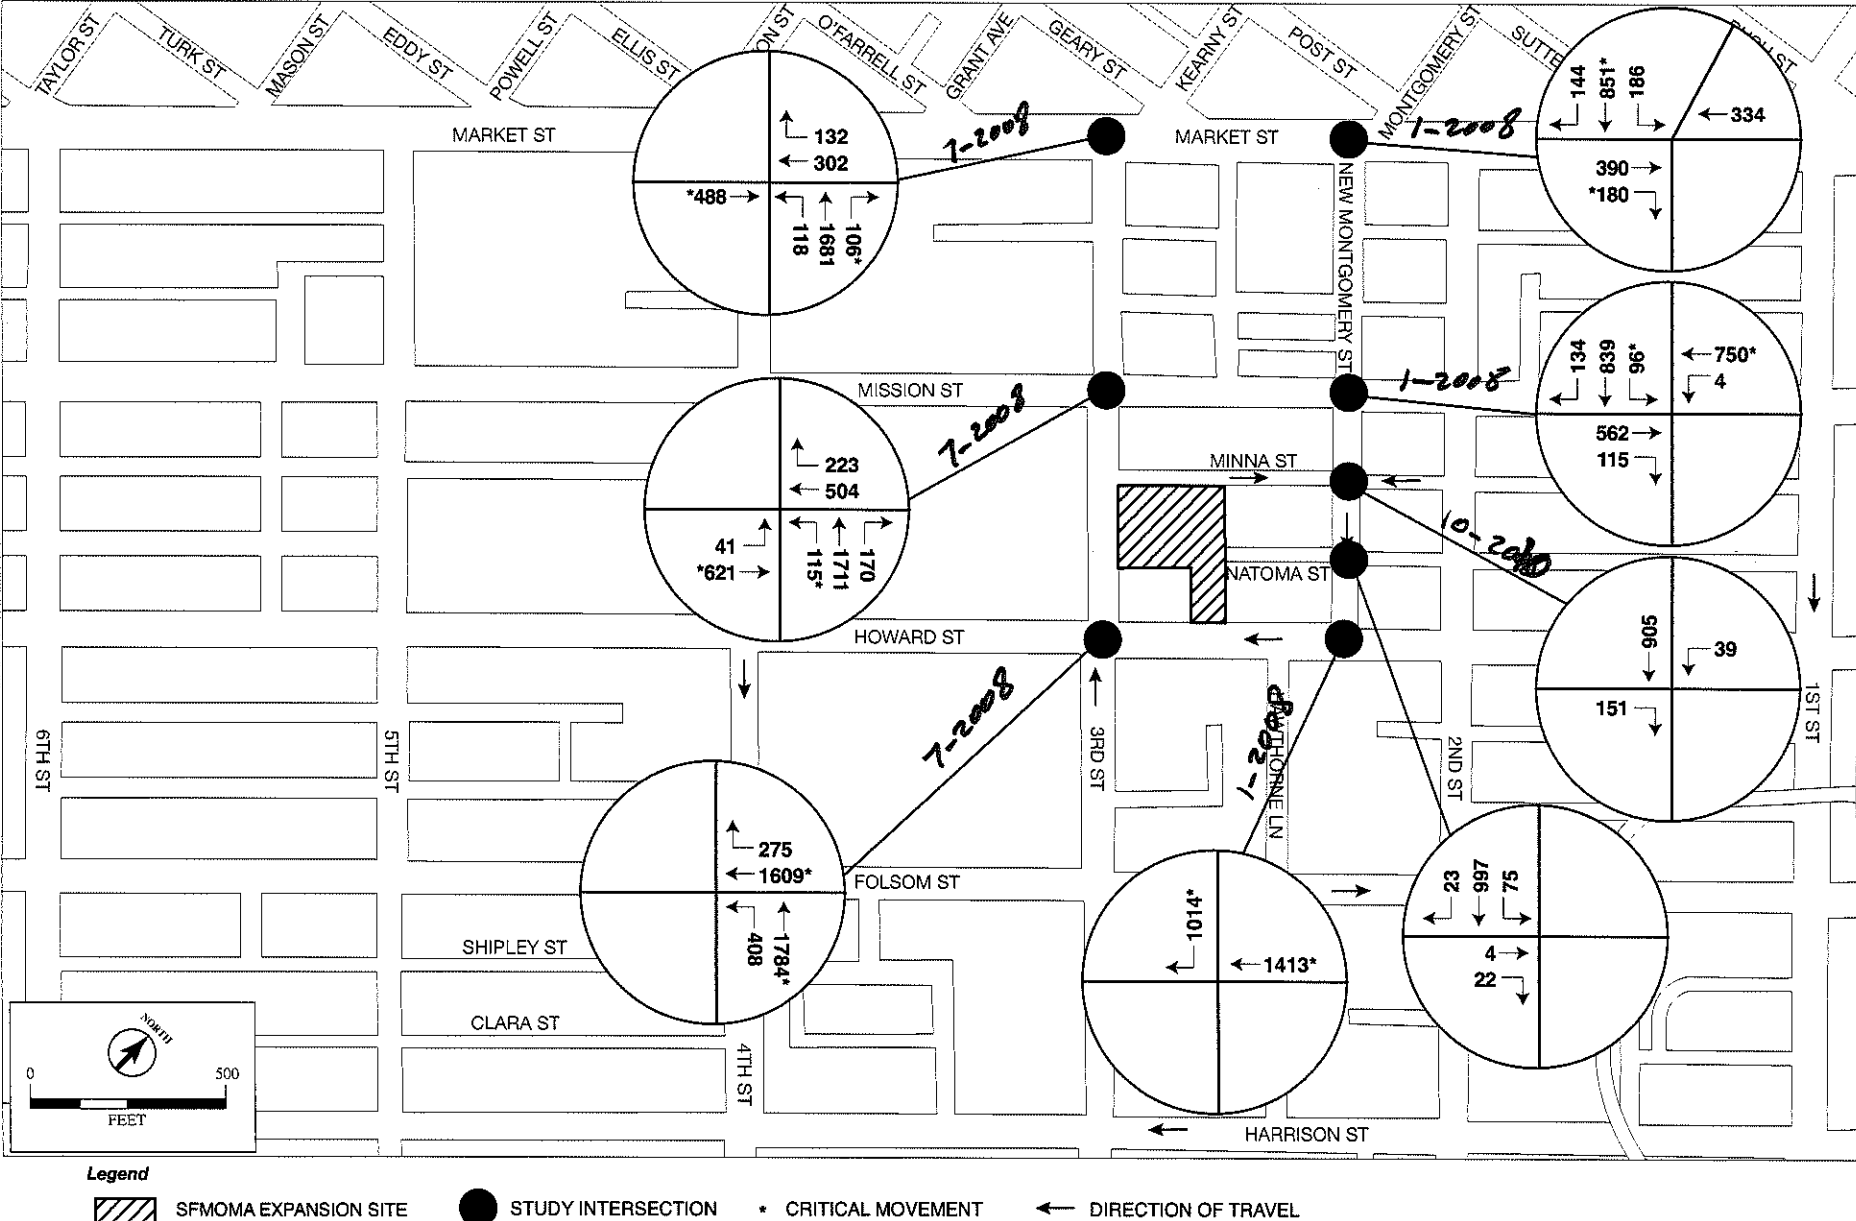 TAYLOR ST
TURK ST
MASON ST
EDDY ST
POWELL ST
ELLIS ST
ON ST
O'FARRELL ST
GRANT AVE
GEARY ST
KEARNY ST
POST ST
MONTGOMERY ST
SUTTE
ST
MARKET ST
MARKET ST
7-2008
1-2008
132
302
*488
118
1681
106*
144
851*
186
334
390
*180
NEW MONTGOMERY ST
MISSION ST
7-2008
1-2008
134
839
96*
750*
4
562
115
223
504
41
*621
115*
1711
170
MINNA ST
NATOMA ST
HOWARD ST
905
39
151
1ST ST
6TH ST
5TH ST
7-2008
3RD ST
1-2008
HAWTHORNE LN
2ND ST
275
1609*
408
1784*
FOLSOM ST
1014*
1413*
23
997
75
4
22
SHIPLEY ST
CLARA ST
4TH ST
HARRISON ST
NORTH
0 500
FEET
Legend
SFMOMA EXPANSION SITE
STUDY INTERSECTION
* CRITICAL MOVEMENT
DIRECTION OF TRAVEL